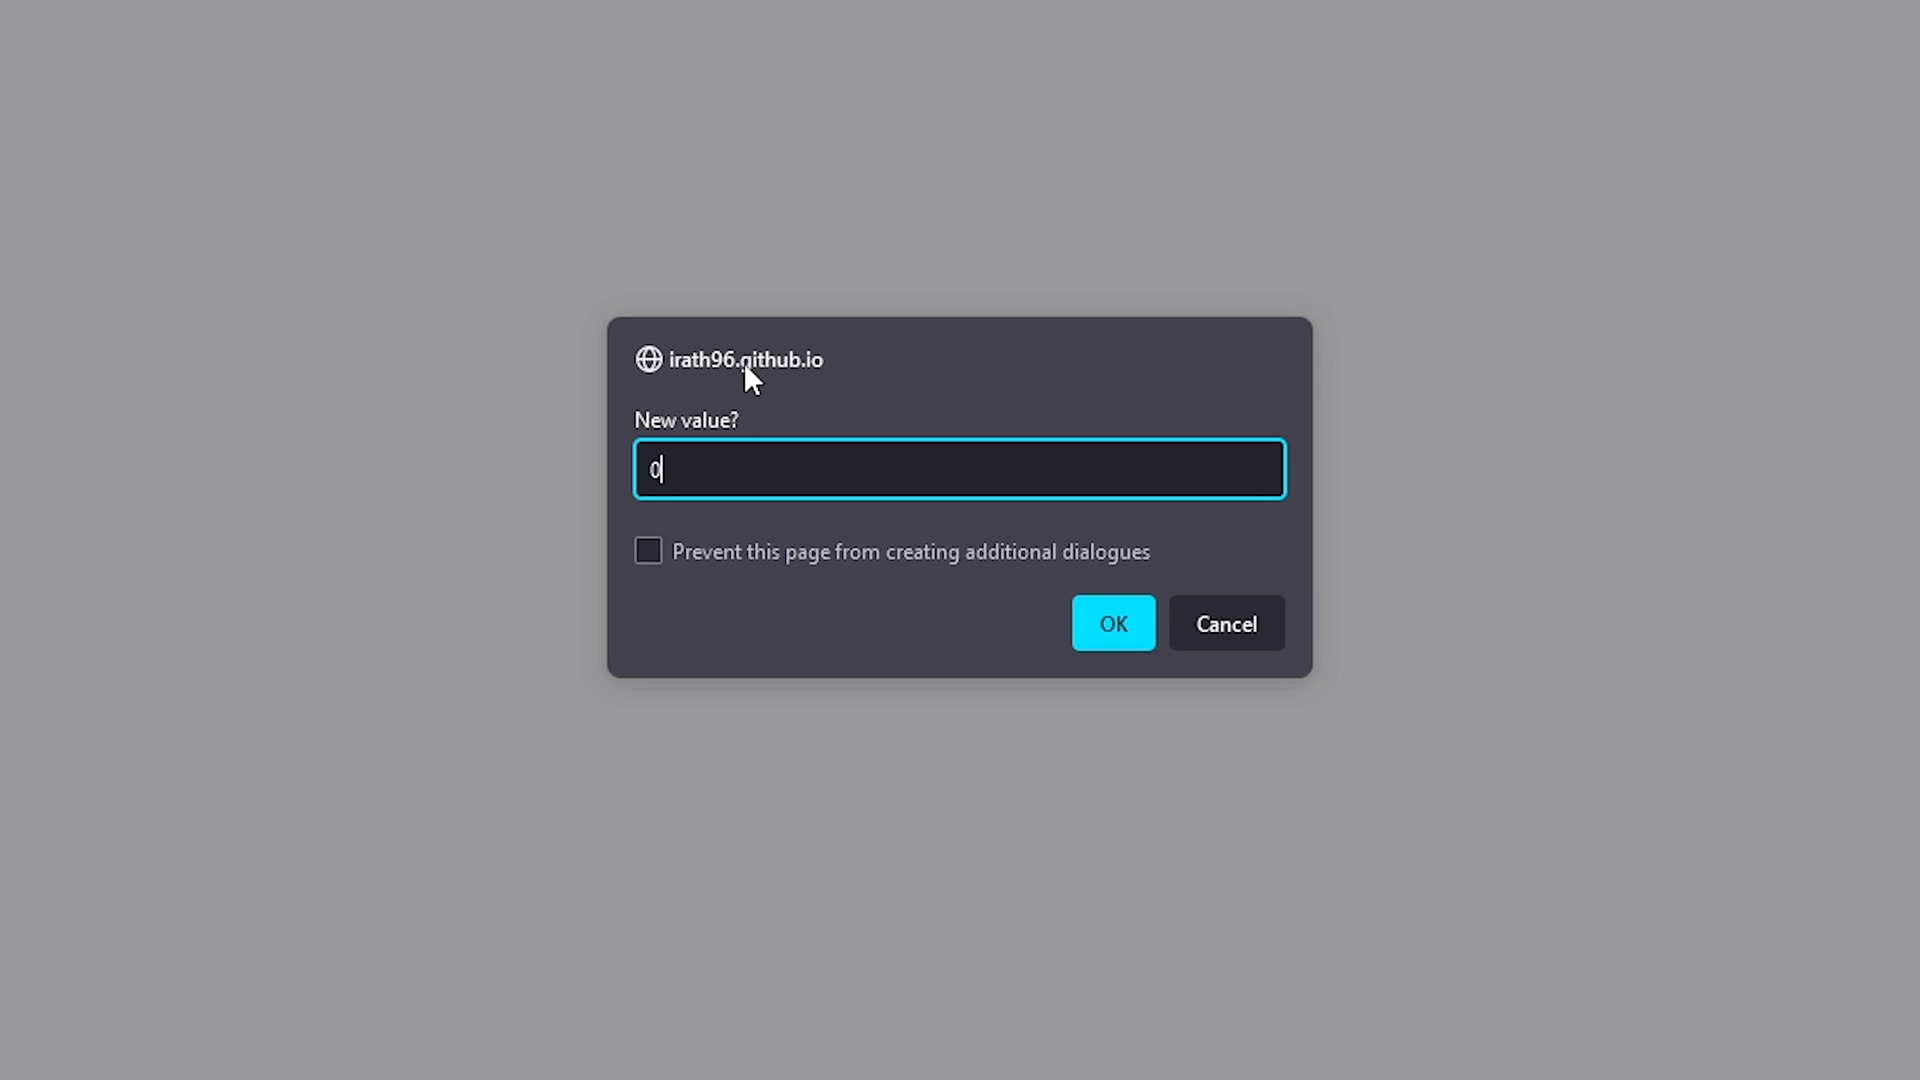 irath96.github.io
New value?
0
Prevent this page from creating additional dialogues
OK
Cancel